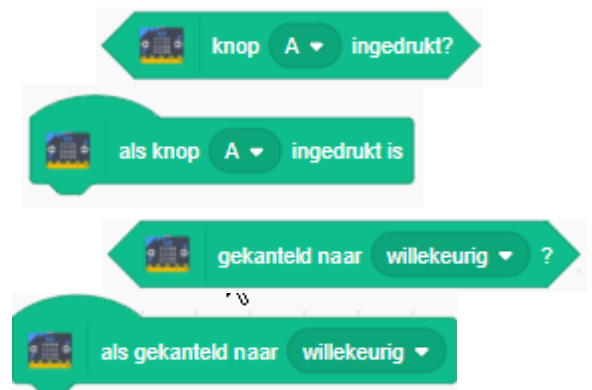 knop A ingedrukt?
als knop A ingedrukt is
gekanteld naar willekeurig ?
als gekanteld naar willekeurig